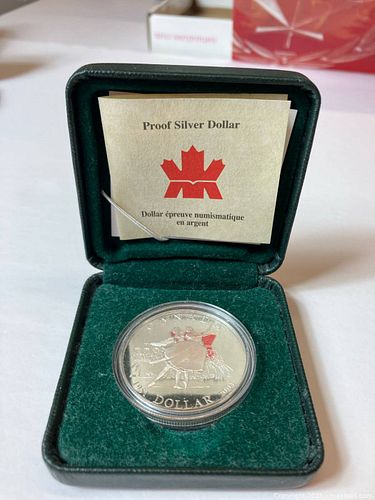 Proof Silver Dollar
Dollar épreuve numismatique
en argent
CANADA
DOLLAR